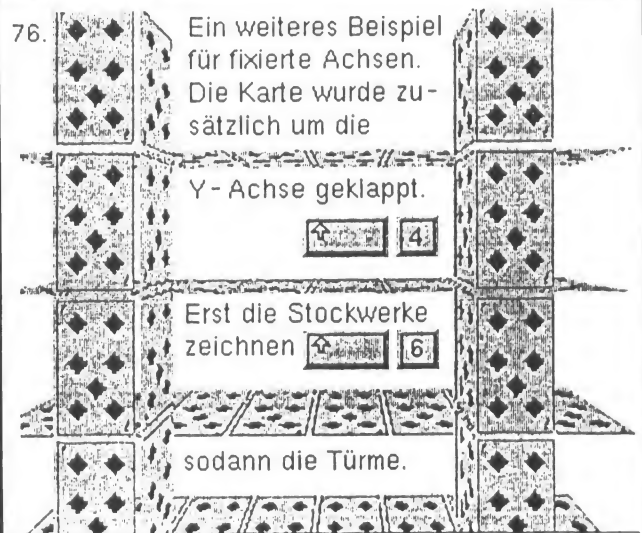 76.
Ein weiteres Beispiel
für fixierte Achsen.
Die Karte wurde zu-
sätzlich um die
Y-Achse geklappt.
⇧ 4
Erst die Stockwerke
zeichnen ⇧ 6
sodann die Türme.